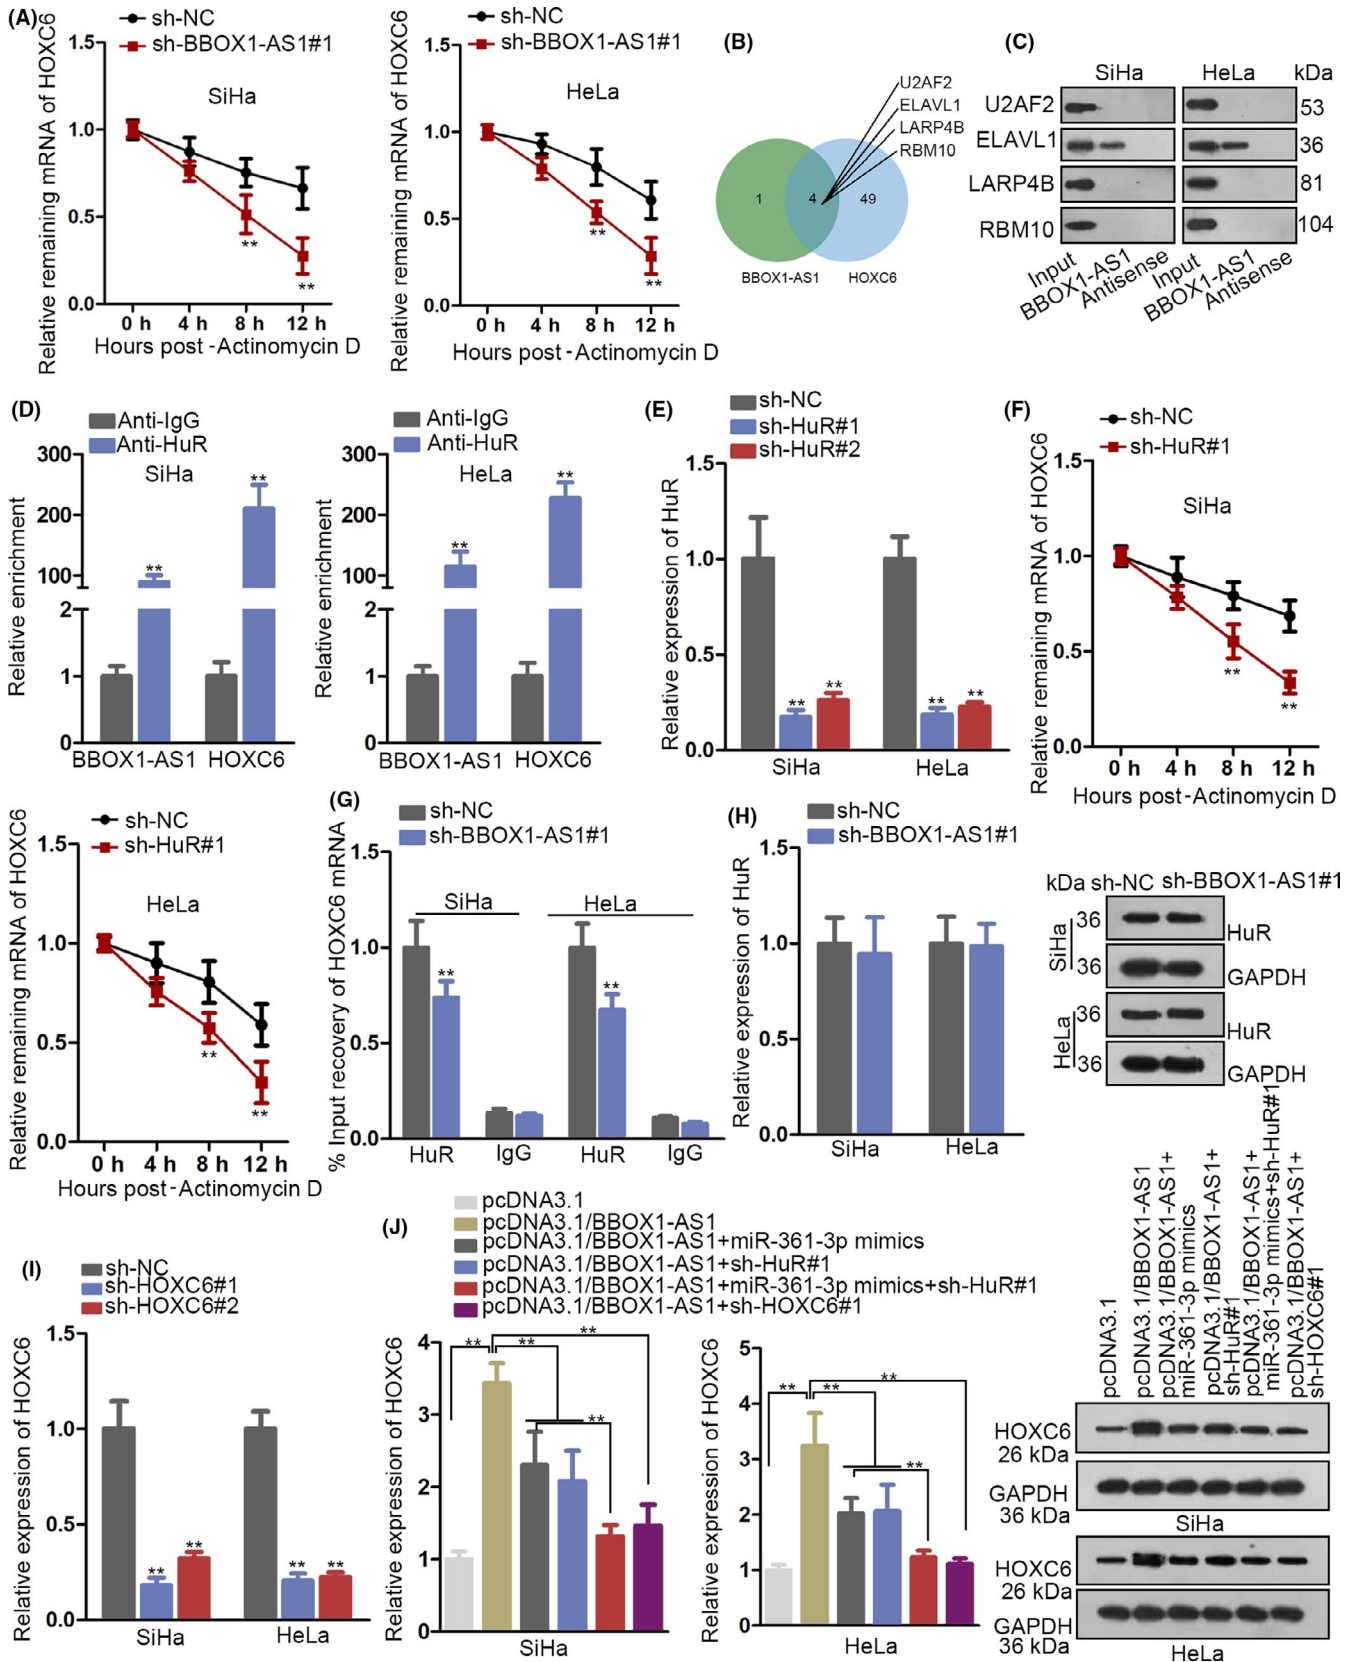 (A)
sh-NC
sh-BBOX1-AS1#1
SiHa
Relative remaining mRNA of HOXC6
1.5
1.0
0.5
0.0
0 h 4 h 8 h 12 h
Hours post-Actinomycin D
** **
sh-NC
sh-BBOX1-AS1#1
HeLa
Relative remaining mRNA of HOXC6
1.5
1.0
0.5
0.0
0 h 4 h 8 h 12 h
Hours post-Actinomycin D
** **
(B)
U2AF2
ELAVL1
LARP4B
RBM10
1 4 49
BBOX1-AS1 HOXC6
(C)
SiHa HeLa kDa
U2AF2 53
ELAVL1 36
LARP4B 81
RBM10 104
Input BBOX1-AS1 Antisense Input BBOX1-AS1 Antisense
(D)
Anti-IgG
Anti-HuR
SiHa
Relative enrichment
300
200
100
2
1
0
** **
BBOX1-AS1 HOXC6
Anti-IgG
Anti-HuR
HeLa
Relative enrichment
300
200
100
2
1
0
** **
BBOX1-AS1 HOXC6
(E)
sh-NC
sh-HuR#1
sh-HuR#2
Relative expression of HuR
1.5
1.0
0.5
0.0
** ** ** **
SiHa HeLa
(F)
sh-NC
sh-HuR#1
SiHa
Relative remaining mRNA of HOXC6
1.5
1.0
0.5
0.0
** **
0 h 4 h 8 h 12 h
Hours post-Actinomycin D
sh-NC
sh-HuR#1
HeLa
Relative remaining mRNA of HOXC6
1.5
1.0
0.5
0.0
** **
0 h 4 h 8 h 12 h
Hours post-Actinomycin D
(G)
sh-NC
sh-BBOX1-AS1#1
% Input recovery of HOXC6 mRNA
1.5
1.0
0.5
0.0
SiHa HeLa
** **
HuR IgG HuR IgG
(H)
sh-NC
sh-BBOX1-AS1#1
Relative expression of HuR
1.5
1.0
0.5
0.0
SiHa HeLa
kDa sh-NC sh-BBOX1-AS1#1
SiHa
36 HuR
36 GAPDH
HeLa
36 HuR
36 GAPDH
(I)
sh-NC
sh-HOXC6#1
sh-HOXC6#2
Relative expression of HOXC6
1.5
1.0
0.5
0.0
** ** ** **
SiHa HeLa
(J)
pcDNA3.1
pcDNA3.1/BBOX1-AS1
pcDNA3.1/BBOX1-AS1+miR-361-3p mimics
pcDNA3.1/BBOX1-AS1+sh-HuR#1
pcDNA3.1/BBOX1-AS1+miR-361-3p mimics+sh-HuR#1
pcDNA3.1/BBOX1-AS1+sh-HOXC6#1
Relative expression of HOXC6
4
3
2
1
0
** ** ** **
SiHa
Relative expression of HOXC6
5
4
3
2
1
0
** ** ** **
HeLa
pcDNA3.1
pcDNA3.1/BBOX1-AS1
pcDNA3.1/BBOX1-AS1+
miR-361-3p mimics
pcDNA3.1/BBOX1-AS1+
sh-HuR#1
pcDNA3.1/BBOX1-AS1+
miR-361-3p mimics+sh-HuR#1
pcDNA3.1/BBOX1-AS1+
sh-HOXC6#1
HOXC6
26 kDa
GAPDH
36 kDa
SiHa
HOXC6
26 kDa
GAPDH
36 kDa
HeLa